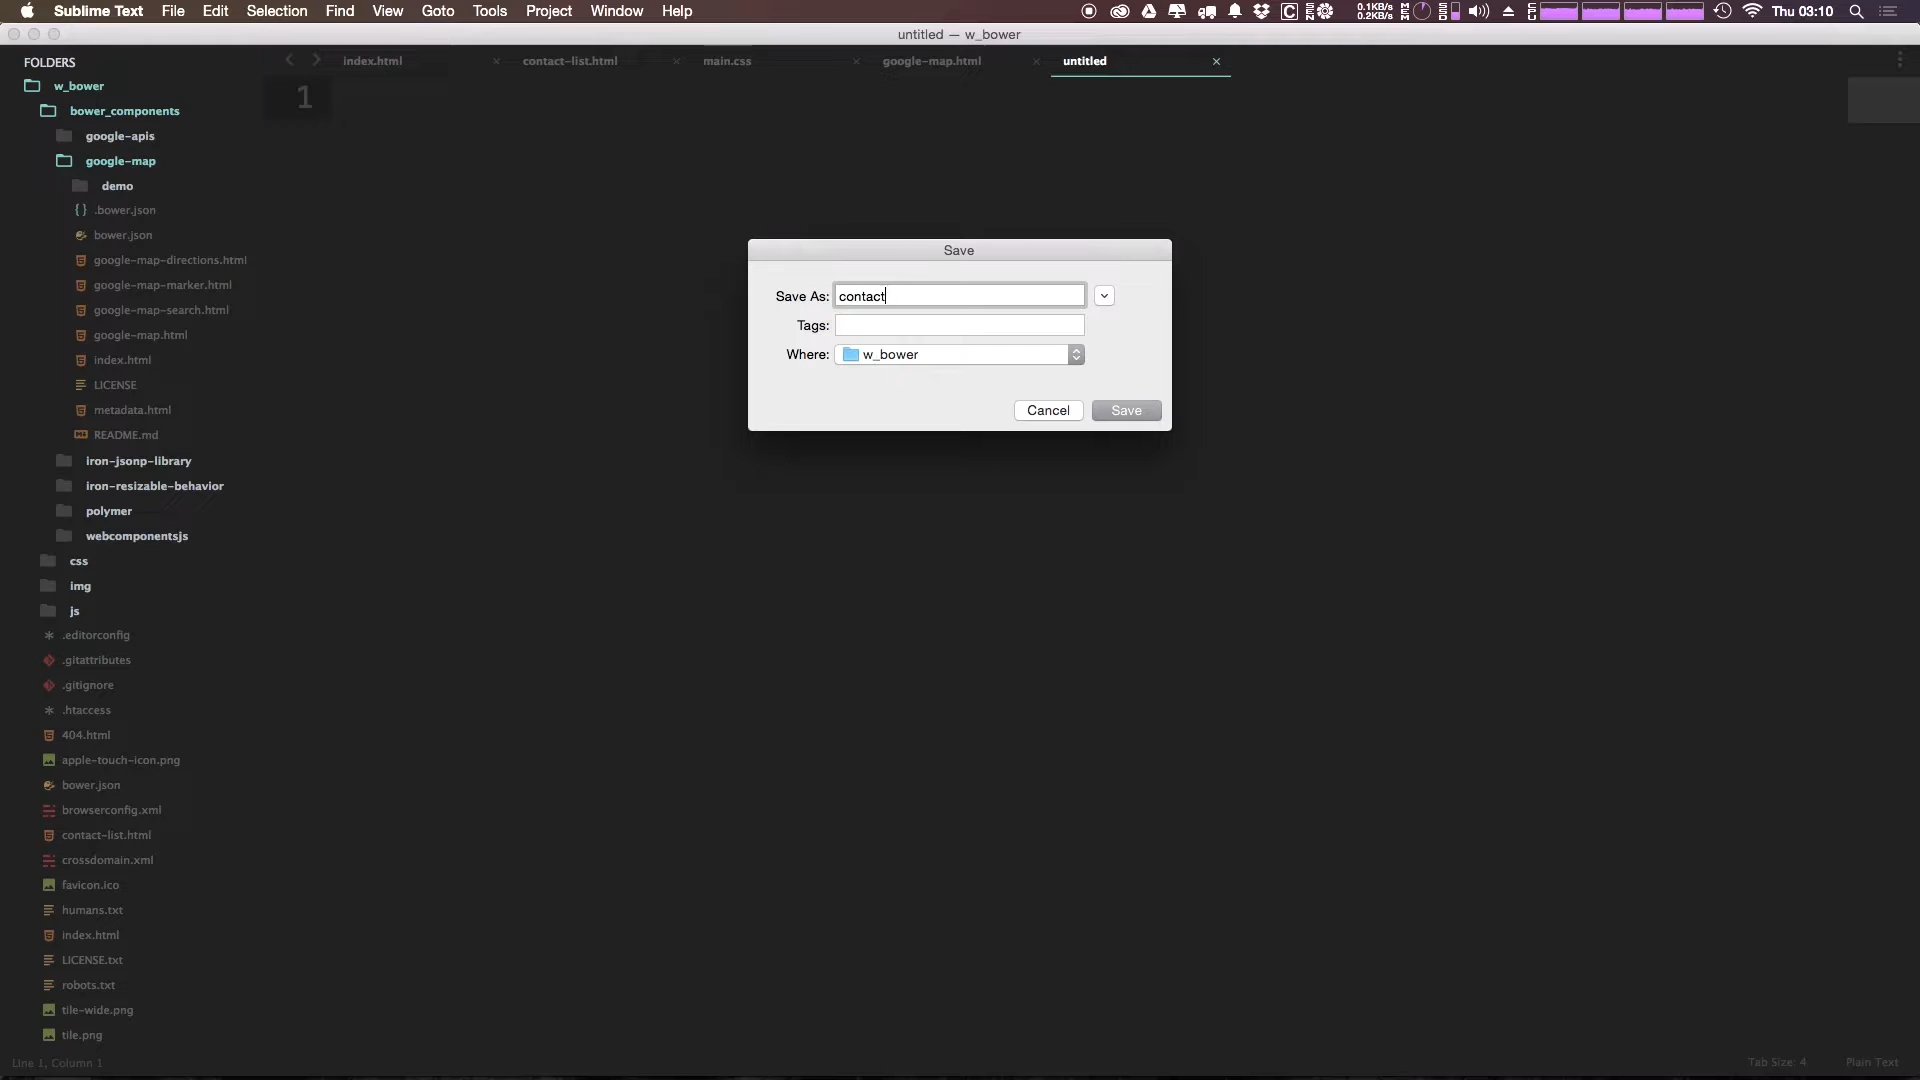 Sublime Text File Edit Selection Find View Goto Tools Project Window Help 0.1KB/s 0.2KB/s Thu 03:10
untitled — w_bower
FOLDERS
index.html contact-list.html main.css google-map.html untitled
1
w_bower
bower_components
google-apis
google-map
demo
.bower.json
bower.json
google-map-directions.html
google-map-marker.html
google-map-search.html
google-map.html
index.html
LICENSE
metadata.html
README.md
iron-jsonp-library
iron-resizable-behavior
polymer
webcomponentsjs
css
img
js
.editorconfig
.gitattributes
.gitignore
.htaccess
404.html
apple-touch-icon.png
bower.json
browserconfig.xml
contact-list.html
crossdomain.xml
favicon.ico
humans.txt
index.html
LICENSE.txt
robots.txt
tile-wide.png
tile.png
Save
Save As: contact
Tags:
Where: w_bower
Cancel Save
Line 1, Column 1 Tab Size: 4 Plain Text